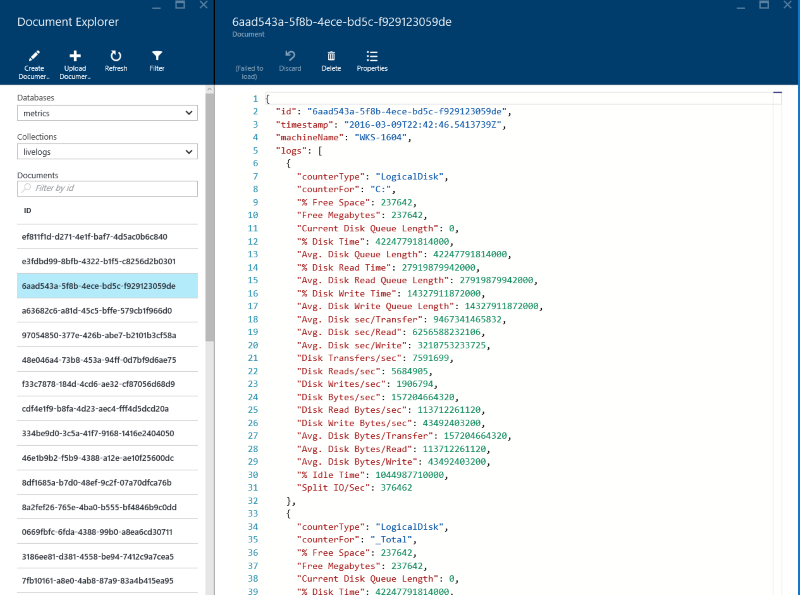 Document Explorer
Create
Documen..
Upload
Documen..
Refresh
Filter
Databases
metrics
Collections
livelogs
Documents
Filter by id
ID
ef811f1d-d271-4e1f-baf7-4d5ac0b6c840
e3fdbd99-8bfb-4322-b1f5-c8256d2b0301
6aad543a-5f8b-4ece-bd5c-f929123059de
a63682c6-a81d-45c5-bffe-579cb1f966d0
97054850-377e-426b-abe7-b2101b3cf58a
48e046a4-73b8-453a-94ff-0d7bf9d6ae75
f33c7878-184d-4cd6-ae32-cf87056d68d9
cdf4e1f9-b8fa-4d23-aec4-fff4d5dcd20a
334be9d0-3c5a-41f7-9168-1416e2404050
46e1b9b2-f5b9-4388-a12e-ae10f25600dc
8df1685a-b7d0-48ef-9c2f-07a70dfca76b
8a2fef26-765e-4ba0-b555-bf4846b9c0dd
0669fbfc-6fda-4388-99b0-a8ea6cd30711
3186ee81-d381-4558-be94-7412c9a7cea5
7fb10161-a8e0-4ab8-87a9-83a4b415ea95
6aad543a-5f8b-4ece-bd5c-f929123059de
Document
(Failed to
load)
Discard
Delete
Properties
1 {
2 "id": "6aad543a-5f8b-4ece-bd5c-f929123059de",
3 "timestamp": "2016-03-09T22:42:46.5413739Z",
4 "machineName": "WKS-1604",
5 "logs": [
6 {
7 "counterType": "LogicalDisk",
8 "counterFor": "C:",
9 "% Free Space": 237642,
10 "Free Megabytes": 237642,
11 "Current Disk Queue Length": 0,
12 "% Disk Time": 42247791814000,
13 "Avg. Disk Queue Length": 42247791814000,
14 "% Disk Read Time": 27919879942000,
15 "Avg. Disk Read Queue Length": 27919879942000,
16 "% Disk Write Time": 14327911872000,
17 "Avg. Disk Write Queue Length": 14327911872000,
18 "Avg. Disk sec/Transfer": 9467341465832,
19 "Avg. Disk sec/Read": 6256588232106,
20 "Avg. Disk sec/Write": 3210753233725,
21 "Disk Transfers/sec": 7591699,
22 "Disk Reads/sec": 5684905,
23 "Disk Writes/sec": 1906794,
24 "Disk Bytes/sec": 157204664320,
25 "Disk Read Bytes/sec": 113712261120,
26 "Disk Write Bytes/sec": 43492403200,
27 "Avg. Disk Bytes/Transfer": 157204664320,
28 "Avg. Disk Bytes/Read": 113712261120,
29 "Avg. Disk Bytes/Write": 43492403200,
30 "% Idle Time": 1044987710000,
31 "Split IO/Sec": 376462
32 },
33 {
34 "counterType": "LogicalDisk",
35 "counterFor": "_Total",
36 "% Free Space": 237642,
37 "Free Megabytes": 237642,
38 "Current Disk Queue Length": 0,
39 "% Disk Time": 42247791814000,